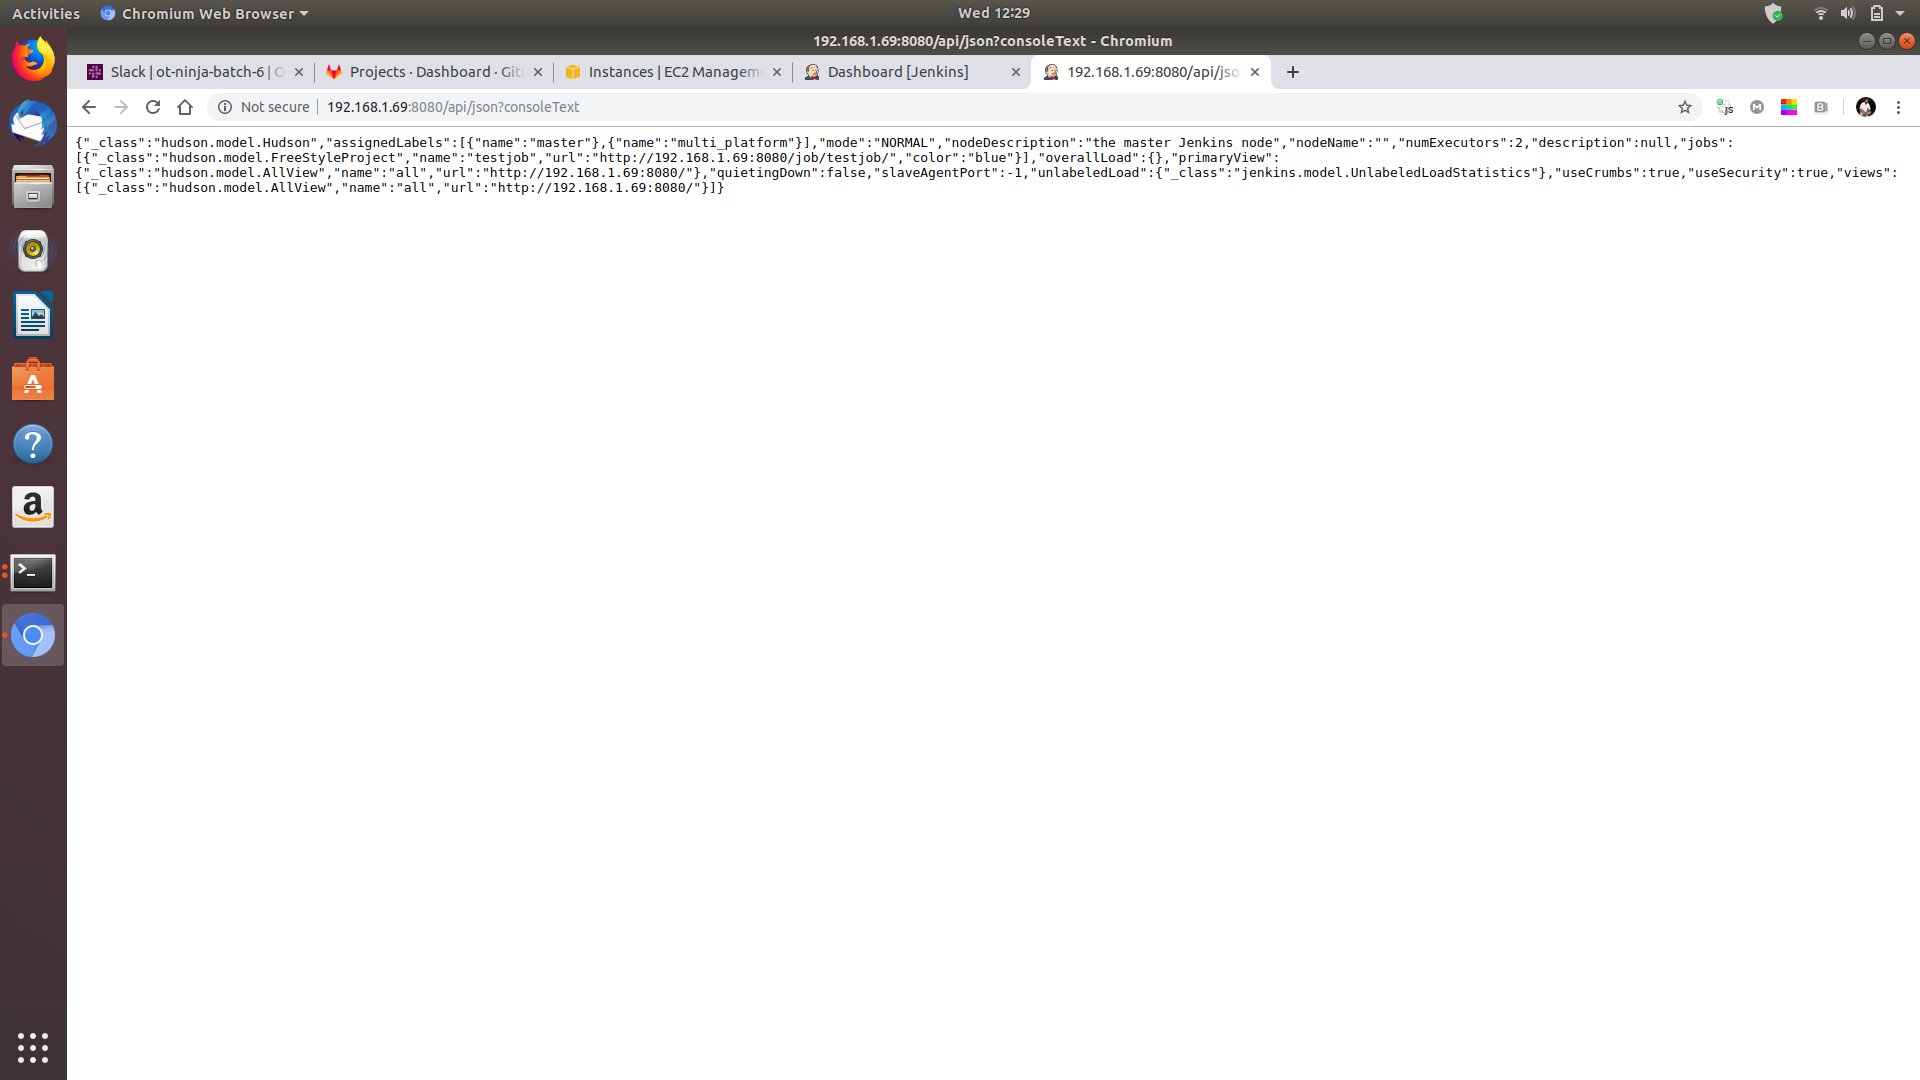 Activities
Chromium Web Browser
Wed 12:29
192.168.1.69:8080/api/json?consoleText - Chromium
Slack | ot-ninja-batch-6 | O
Projects · Dashboard · Git
Instances | EC2 Managem
Dashboard [Jenkins]
192.168.1.69:8080/api/jso
Not secure
192.168.1.69:8080/api/json?consoleText
{"_class":"hudson.model.Hudson","assignedLabels":[{"name":"master"},{"name":"multi_platform"}],"mode":"NORMAL","nodeDescription":"the master Jenkins node","nodeName":"","numExecutors":2,"description":null,"jobs":
[{"_class":"hudson.model.FreeStyleProject","name":"testjob","url":"http://192.168.1.69:8080/job/testjob/","color":"blue"}],"overallLoad":{},"primaryView":
{"_class":"hudson.model.AllView","name":"all","url":"http://192.168.1.69:8080/"},"quietingDown":false,"slaveAgentPort":-1,"unlabeledLoad":{"_class":"jenkins.model.UnlabeledLoadStatistics"},"useCrumbs":true,"useSecurity":true,"views":
[{"_class":"hudson.model.AllView","name":"all","url":"http://192.168.1.69:8080/"}]}